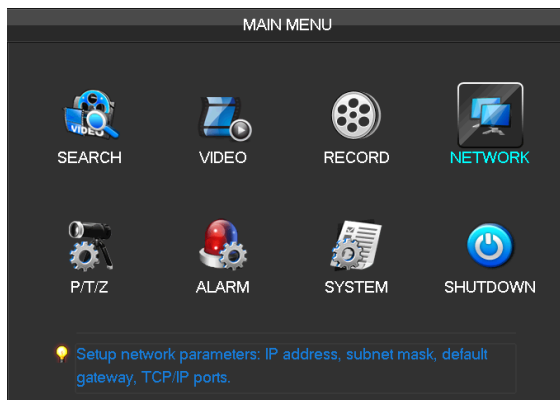 MAIN MENU
VIDEO
SEARCH VIDEO RECORD NETWORK
P/T/Z ALARM SYSTEM SHUTDOWN
Setup network parameters: IP address, subnet mask, default
gateway, TCP/IP ports.